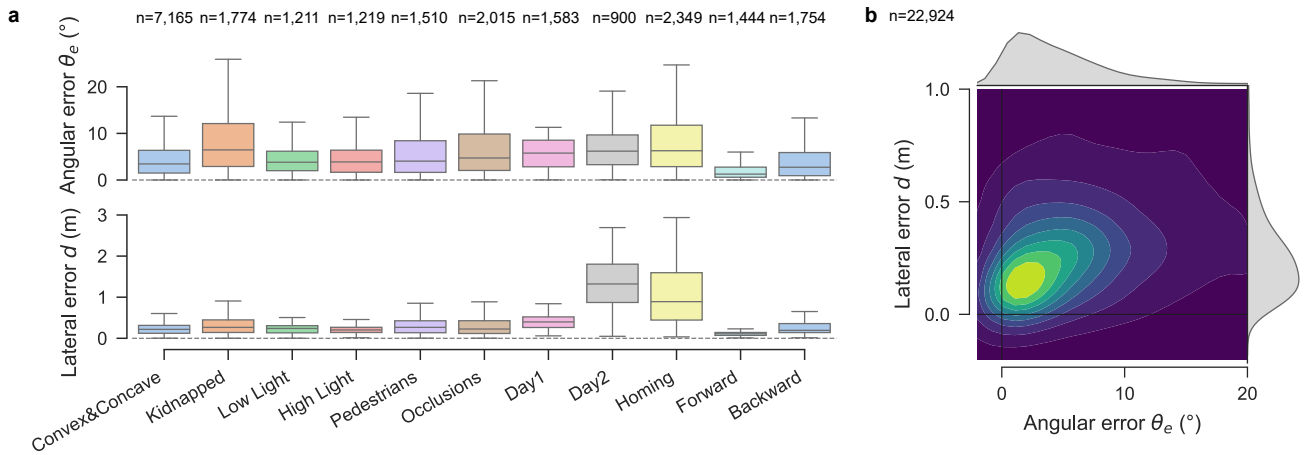 a
n=7,165 n=1,774 n=1,211 n=1,219 n=1,510 n=2,015 n=1,583 n=900 n=2,349 n=1,444 n=1,754
Angular error θe (°)
20
10
0
Lateral error d (m)
3
2
1
0
Convex&Concave
Kidnapped
Low Light
High Light
Pedestrians
Occlusions
Day1
Day2
Homing
Forward
Backward
b n=22,924
Lateral error d (m)
1.0
0.5
0.0
0 10 20
Angular error θe (°)